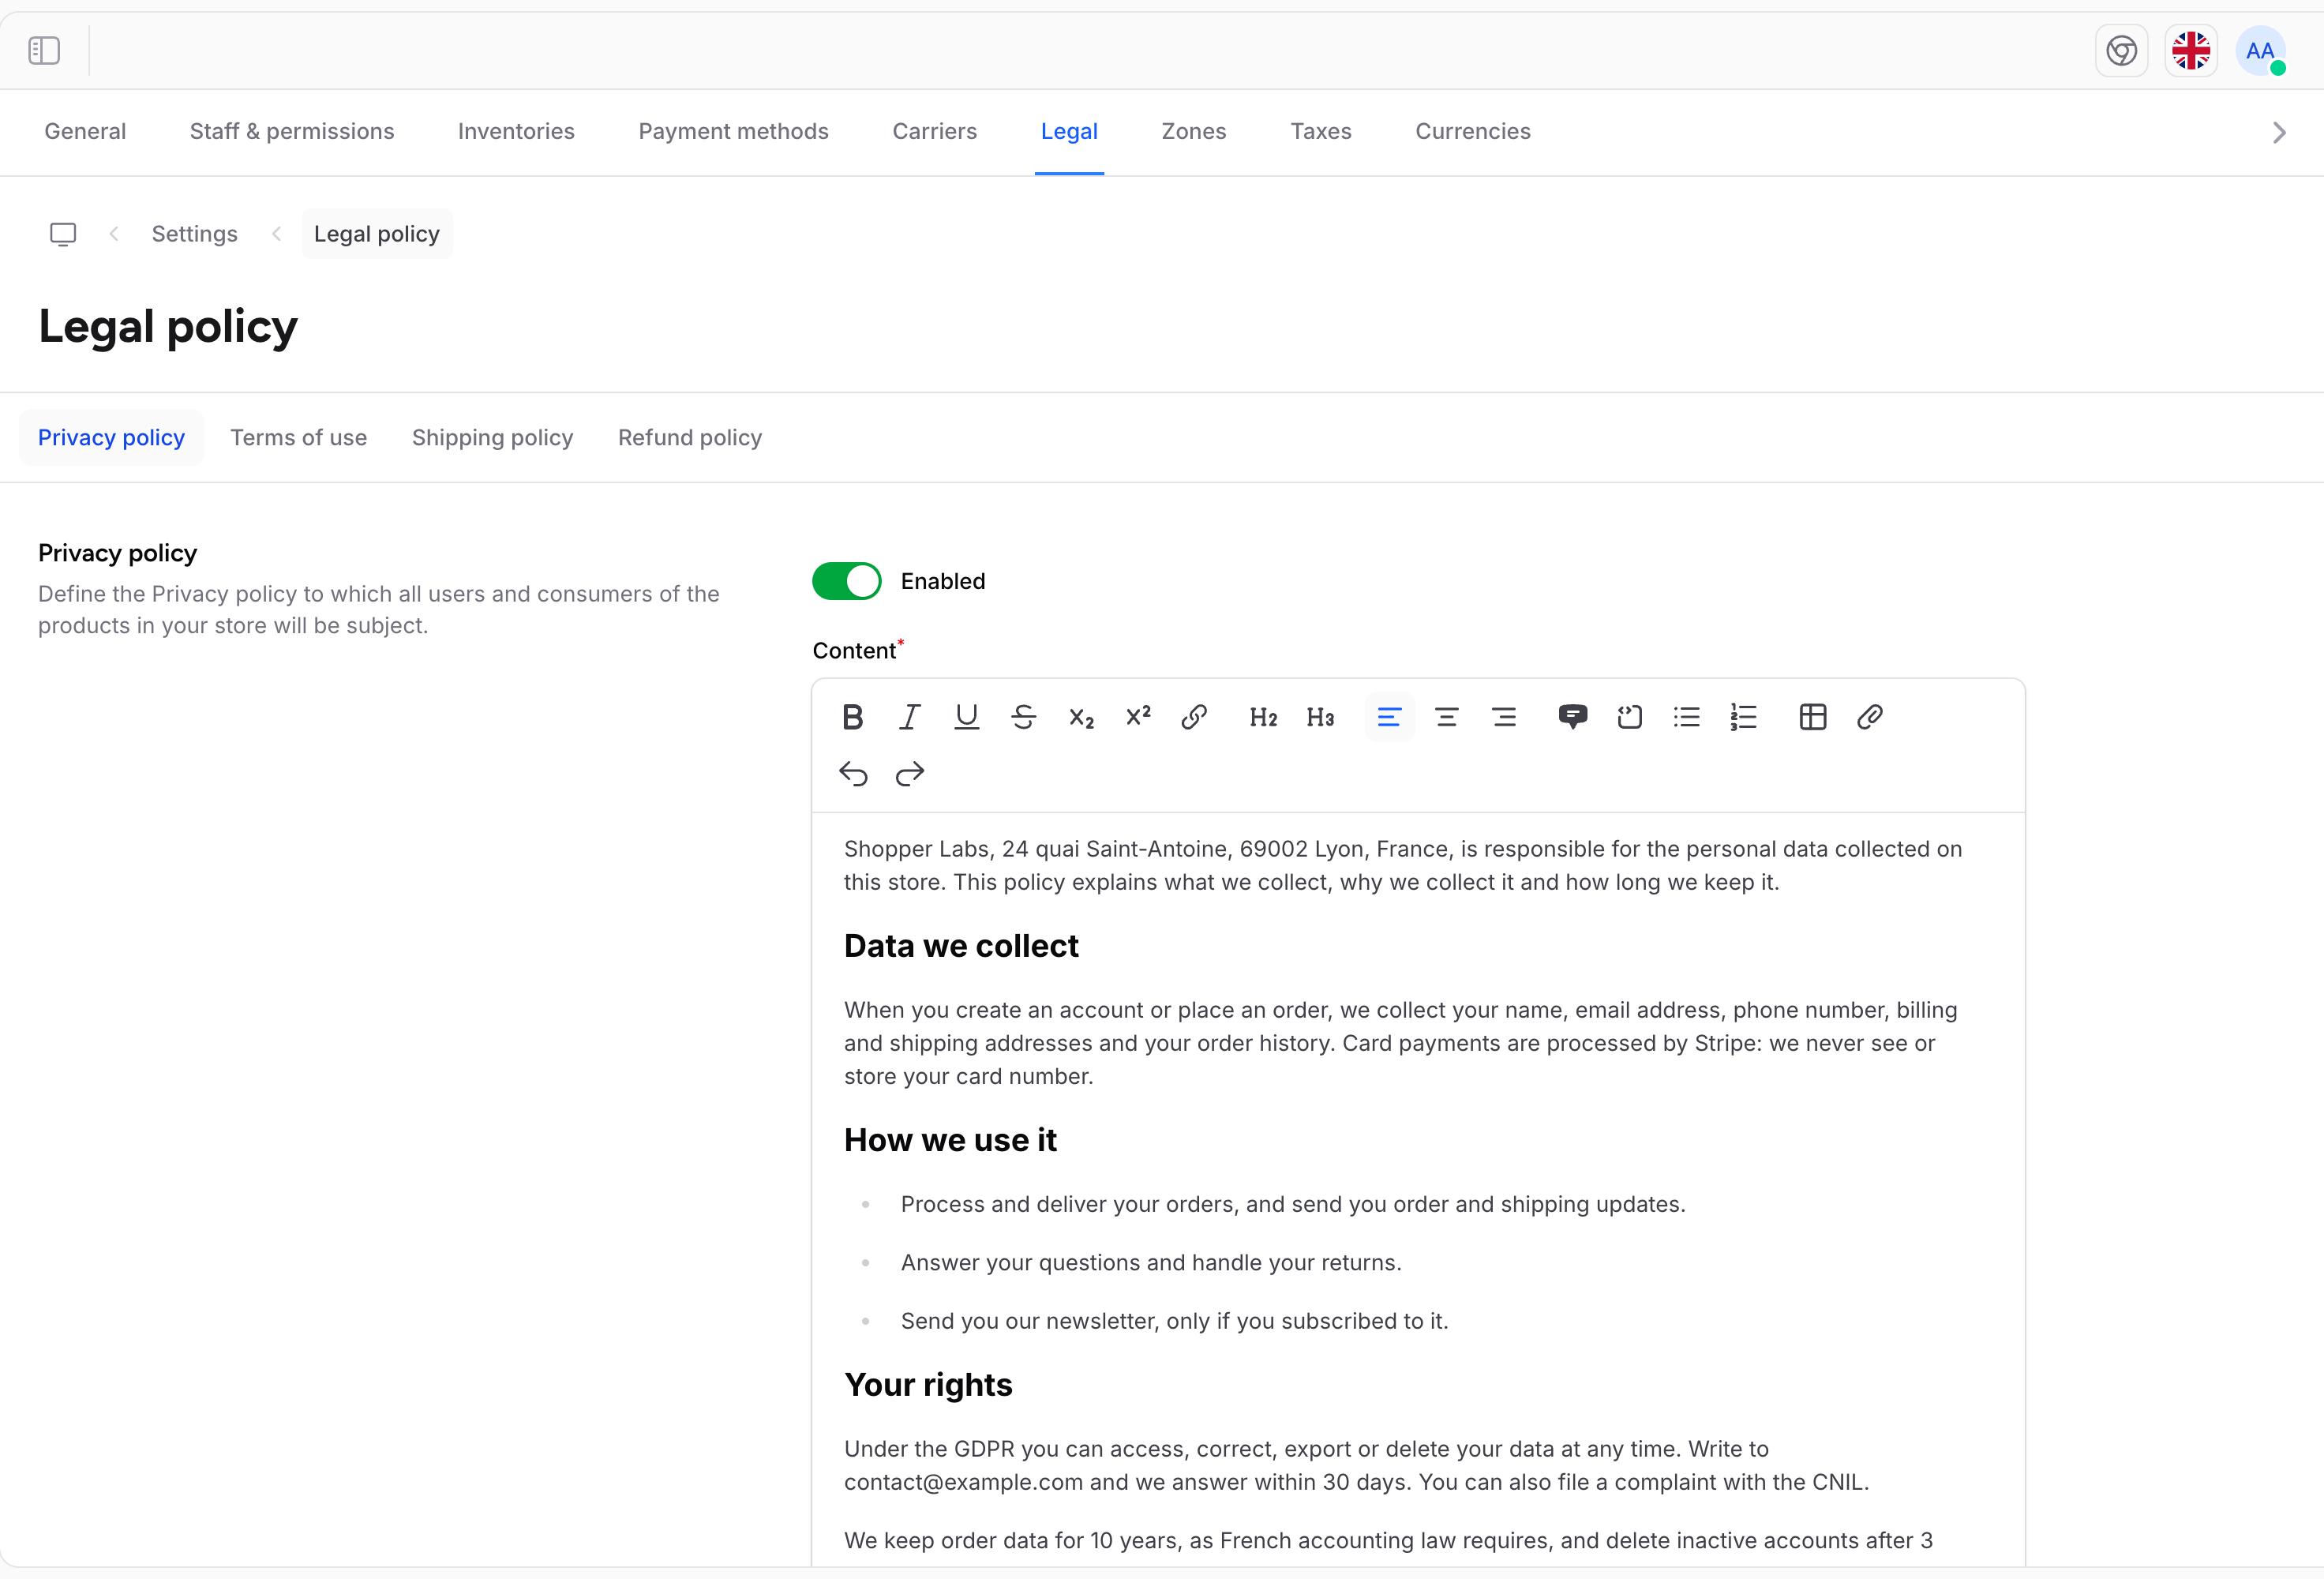 AA
General Staff & permissions Inventories Payment methods Carriers Legal Zones Taxes Currencies
Settings Legal policy
Legal policy
Privacy policy Terms of use Shipping policy Refund policy
Privacy policy
Define the Privacy policy to which all users and consumers of the
products in your store will be subject.
Enabled
Content*
B I U S x₂ x² H2 H3
Shopper Labs, 24 quai Saint-Antoine, 69002 Lyon, France, is responsible for the personal data collected on
this store. This policy explains what we collect, why we collect it and how long we keep it.
Data we collect
When you create an account or place an order, we collect your name, email address, phone number, billing
and shipping addresses and your order history. Card payments are processed by Stripe: we never see or
store your card number.
How we use it
Process and deliver your orders, and send you order and shipping updates.
Answer your questions and handle your returns.
Send you our newsletter, only if you subscribed to it.
Your rights
Under the GDPR you can access, correct, export or delete your data at any time. Write to
contact@example.com and we answer within 30 days. You can also file a complaint with the CNIL.
We keep order data for 10 years, as French accounting law requires, and delete inactive accounts after 3